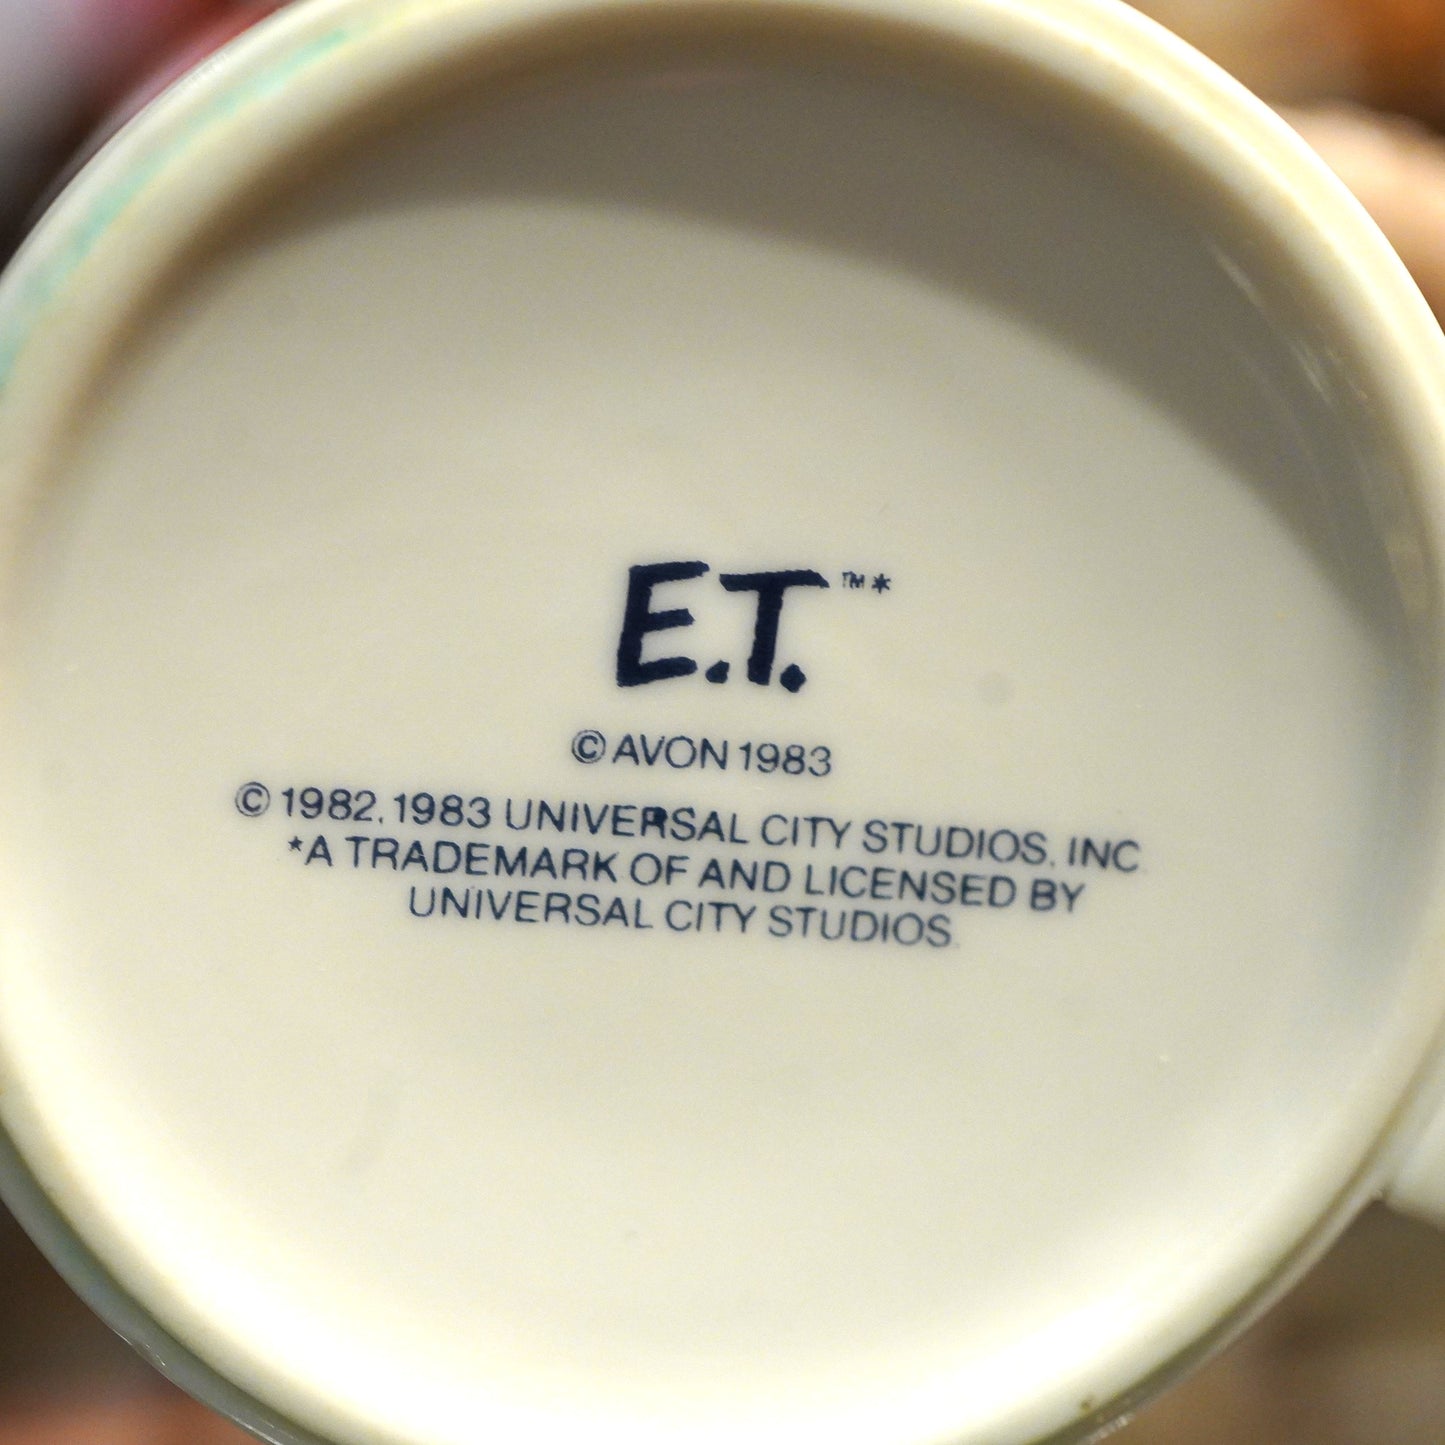 E.T.™*
© AVON 1983
© 1982, 1983 UNIVERSAL CITY STUDIOS, INC
*A TRADEMARK OF AND LICENSED BY
UNIVERSAL CITY STUDIOS.